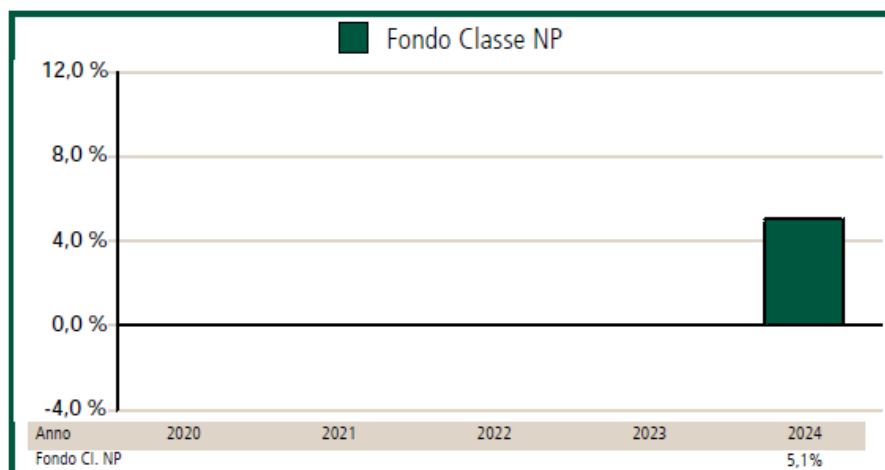 Fondo Classe NP
12,0 %
8,0 %
4,0 %
0,0 %
-4,0 %
Anno 2020 2021 2022 2023 2024
Fondo Cl. NP 5,1%